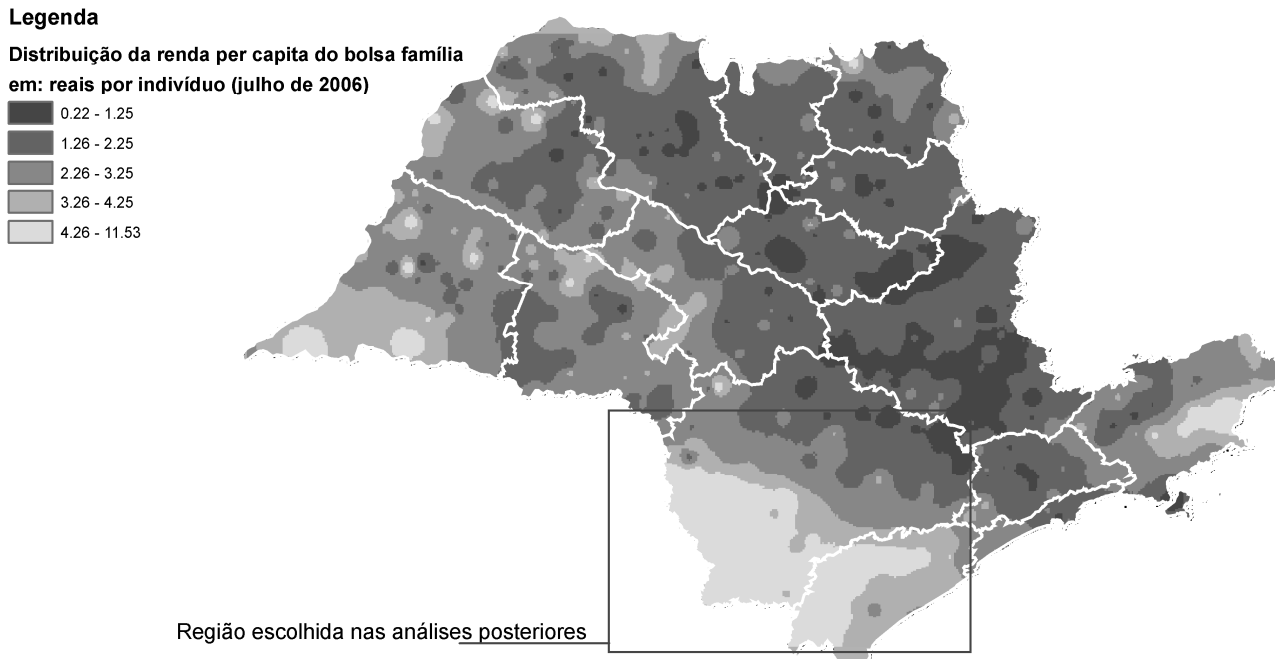 Legenda
Distribuição da renda per capita do bolsa família
em: reais por indivíduo (julho de 2006)
0.22 - 1.25
1.26 - 2.25
2.26 - 3.25
3.26 - 4.25
4.26 - 11.53
Região escolhida nas análises posteriores